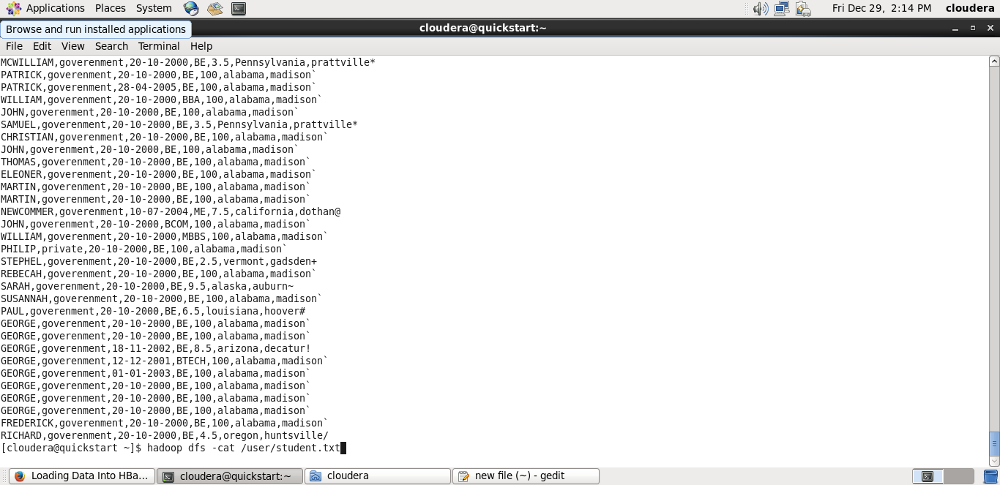 Applications Places System Fri Dec 29, 2:14 PM cloudera
Browse and run installed applications cloudera@quickstart:~
File Edit View Search Terminal Help
MCWILLIAM,goverenment,20-10-2000,BE,3.5,Pennsylvania,prattville*
PATRICK,goverenment,20-10-2000,BE,100,alabama,madison`
PATRICK,goverenment,28-04-2005,BE,100,alabama,madison`
WILLIAM,goverenment,20-10-2000,BBA,100,alabama,madison`
JOHN,goverenment,20-10-2000,BE,100,alabama,madison`
SAMUEL,goverenment,20-10-2000,BE,3.5,Pennsylvania,prattville*
CHRISTIAN,goverenment,20-10-2000,BE,100,alabama,madison`
JOHN,goverenment,20-10-2000,BE,100,alabama,madison`
THOMAS,goverenment,20-10-2000,BE,100,alabama,madison`
ELEONER,goverenment,20-10-2000,BE,100,alabama,madison`
MARTIN,goverenment,20-10-2000,BE,100,alabama,madison`
MARTIN,goverenment,20-10-2000,BE,100,alabama,madison`
NEWCOMMER,goverenment,10-07-2004,ME,7.5,california,dothan@
JOHN,goverenment,20-10-2000,BCOM,100,alabama,madison`
WILLIAM,goverenment,20-10-2000,MBBS,100,alabama,madison`
PHILIP,private,20-10-2000,BE,100,alabama,madison`
STEPHEL,goverenment,20-10-2000,BE,2.5,vermont,gadsden+
REBECAH,goverenment,20-10-2000,BE,100,alabama,madison`
SARAH,goverenment,20-10-2000,BE,9.5,alaska,auburn~
SUSANNAH,goverenment,20-10-2000,BE,100,alabama,madison`
PAUL,goverenment,20-10-2000,BE,6.5,louisiana,hoover#
GEORGE,goverenment,20-10-2000,BE,100,alabama,madison`
GEORGE,goverenment,20-10-2000,BE,100,alabama,madison`
GEORGE,goverenment,18-11-2002,BE,8.5,arizona,decatur!
GEORGE,goverenment,12-12-2001,BTECH,100,alabama,madison`
GEORGE,goverenment,01-01-2003,BE,100,alabama,madison`
GEORGE,goverenment,20-10-2000,BE,100,alabama,madison`
GEORGE,goverenment,20-10-2000,BE,100,alabama,madison`
GEORGE,goverenment,20-10-2000,BE,100,alabama,madison`
FREDERICK,goverenment,20-10-2000,BE,100,alabama,madison`
RICHARD,goverenment,20-10-2000,BE,4.5,oregon,huntsville/
[cloudera@quickstart ~]$ hadoop dfs -cat /user/student.txt
Loading Data Into HBa... cloudera@quickstart:~ cloudera new file (~) - gedit